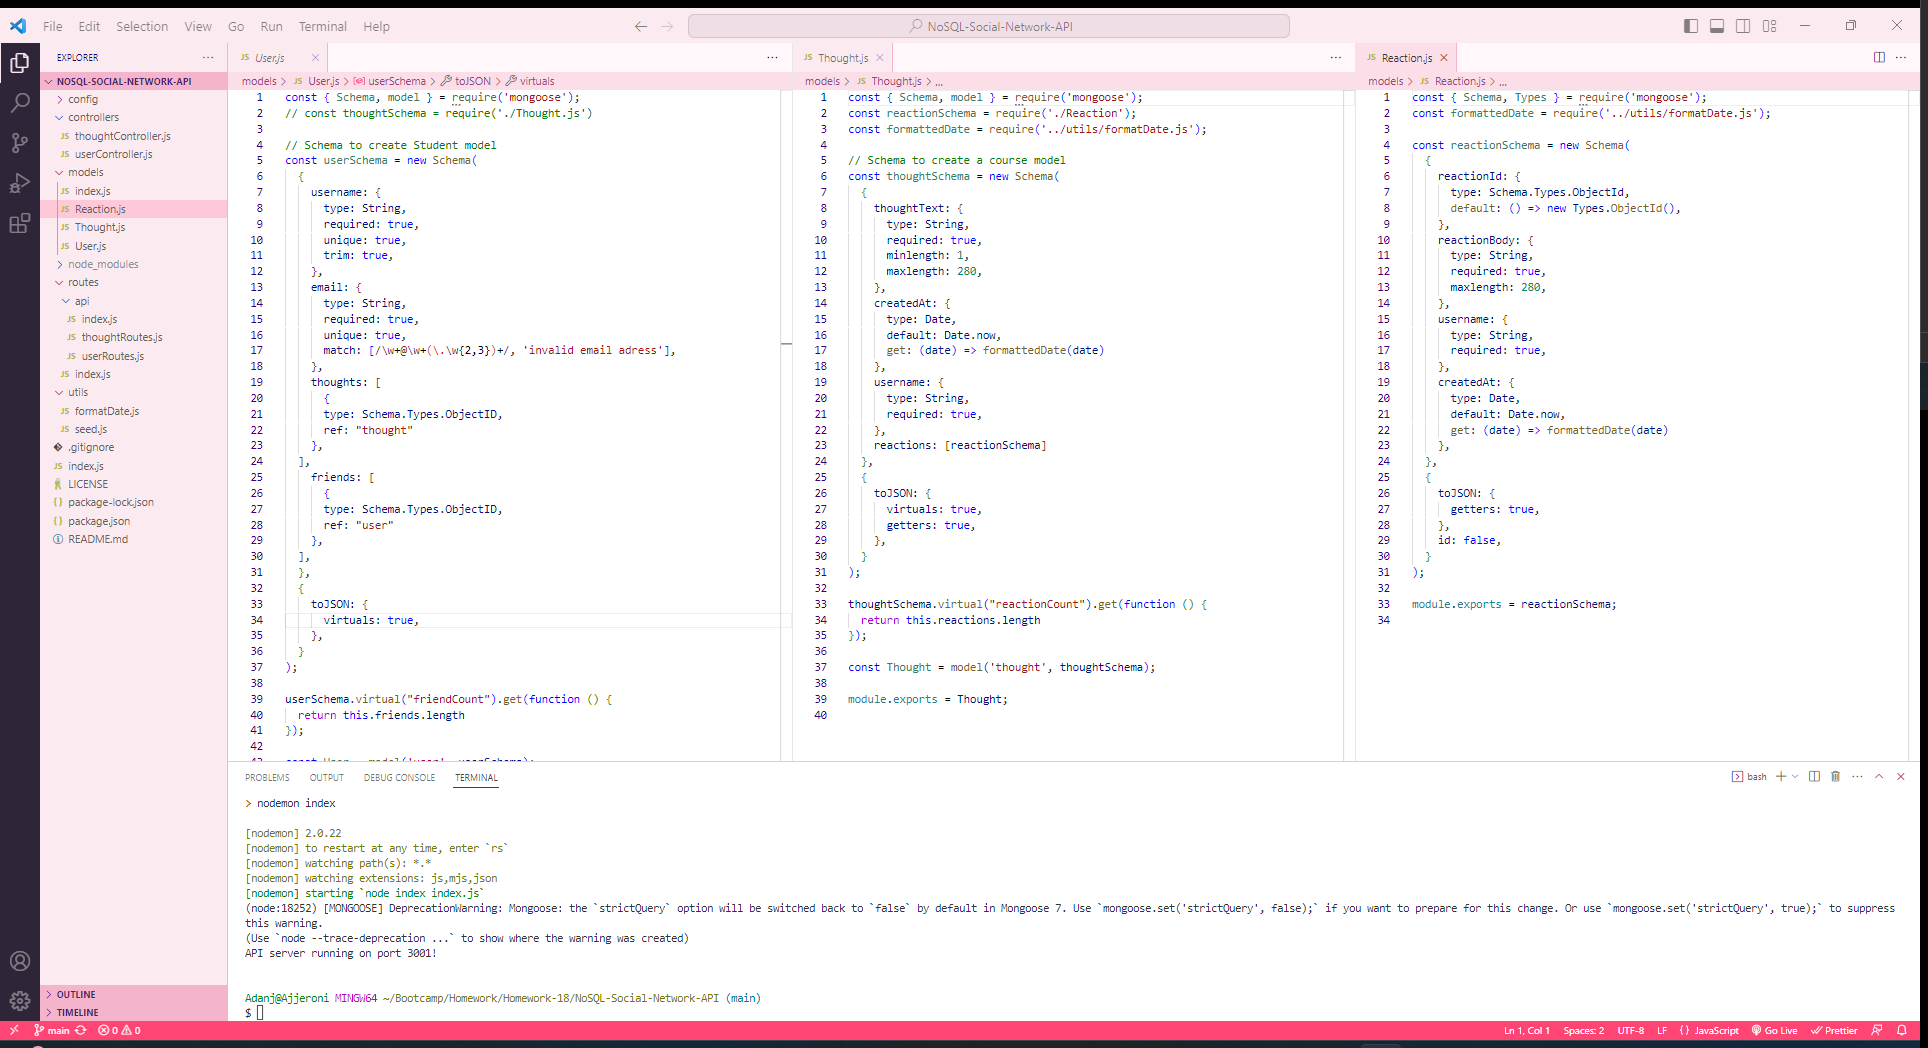 File Edit Selection View Go Run Terminal Help
NoSQL-Social-Network-API
EXPLORER
NOSQL-SOCIAL-NETWORK-API
config
controllers
JS thoughtController.js
JS userController.js
models
JS index.js
JS Reaction.js
JS Thought.js
JS User.js
node_modules
routes
api
JS index.js
JS thoughtRoutes.js
JS userRoutes.js
JS index.js
utils
JS formatDate.js
JS seed.js
.gitignore
JS index.js
LICENSE
{} package-lock.json
{} package.json
README.md
OUTLINE
TIMELINE
JS User.js
models > JS User.js > userSchema > toJSON > virtuals
1 const { Schema, model } = require('mongoose');
2 // const thoughtSchema = require('./Thought.js')
3
4 // Schema to create Student model
5 const userSchema = new Schema(
6 {
7 username: {
8 type: String,
9 required: true,
10 unique: true,
11 trim: true,
12 },
13 email: {
14 type: String,
15 required: true,
16 unique: true,
17 match: [/\w+@\w+(\.\w{2,3})+/, 'invalid email adress'],
18 },
19 thoughts: [
20 {
21 type: Schema.Types.ObjectID,
22 ref: "thought"
23 },
24 ],
25 friends: [
26 {
27 type: Schema.Types.ObjectID,
28 ref: "user"
29 },
30 ],
31 },
32 {
33 toJSON: {
34 virtuals: true,
35 },
36 }
37 );
38
39 userSchema.virtual("friendCount").get(function () {
40 return this.friends.length
41 });
42
43 const User = model('user', userSchema);
JS Thought.js
models > JS Thought.js > ...
1 const { Schema, model } = require('mongoose');
2 const reactionSchema = require('./Reaction');
3 const formattedDate = require('../utils/formatDate.js');
4
5 // Schema to create a course model
6 const thoughtSchema = new Schema(
7 {
8 thoughtText: {
9 type: String,
10 required: true,
11 minlength: 1,
12 maxlength: 280,
13 },
14 createdAt: {
15 type: Date,
16 default: Date.now,
17 get: (date) => formattedDate(date)
18 },
19 username: {
20 type: String,
21 required: true,
22 },
23 reactions: [reactionSchema]
24 },
25 {
26 toJSON: {
27 virtuals: true,
28 getters: true,
29 },
30 }
31 );
32
33 thoughtSchema.virtual("reactionCount").get(function () {
34 return this.reactions.length
35 });
36
37 const Thought = model('thought', thoughtSchema);
38
39 module.exports = Thought;
40
JS Reaction.js
models > JS Reaction.js > ...
1 const { Schema, Types } = require('mongoose');
2 const formattedDate = require('../utils/formatDate.js');
3
4 const reactionSchema = new Schema(
5 {
6 reactionId: {
7 type: Schema.Types.ObjectId,
8 default: () => new Types.ObjectId(),
9 },
10 reactionBody: {
11 type: String,
12 required: true,
13 maxlength: 280,
14 },
15 username: {
16 type: String,
17 required: true,
18 },
19 createdAt: {
20 type: Date,
21 default: Date.now,
22 get: (date) => formattedDate(date)
23 },
24 },
25 {
26 toJSON: {
27 getters: true,
28 },
29 id: false,
30 }
31 );
32
33 module.exports = reactionSchema;
34
PROBLEMS OUTPUT DEBUG CONSOLE TERMINAL
bash
> nodemon index
[nodemon] 2.0.22
[nodemon] to restart at any time, enter `rs`
[nodemon] watching path(s): *.*
[nodemon] watching extensions: js,mjs,json
[nodemon] starting `node index index.js`
(node:18252) [MONGOOSE] DeprecationWarning: Mongoose: the `strictQuery` option will be switched back to `false` by default in Mongoose 7. Use `mongoose.set('strictQuery', false);` if you want to prepare for this change. Or use `mongoose.set('strictQuery', true);` to suppress
this warning.
(Use `node --trace-deprecation ...` to show where the warning was created)
API server running on port 3001!
Adanj@Ajjeroni MINGW64 ~/Bootcamp/Homework/Homework-18/NoSQL-Social-Network-API (main)
$
main 0 0
Ln 1, Col 1 Spaces: 2 UTF-8 LF {} JavaScript Go Live Prettier